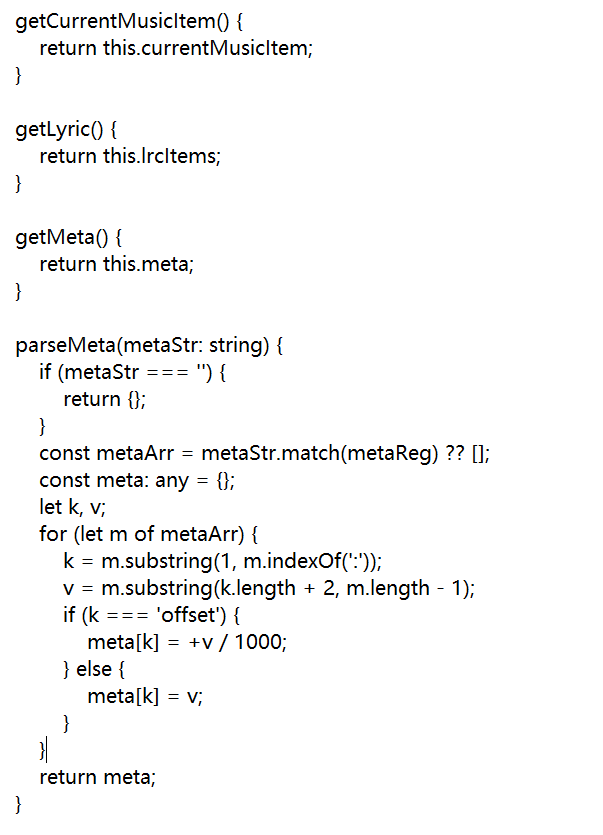 getCurrentMusicItem() {
    return this.currentMusicItem;
}

getLyric() {
    return this.lrcItems;
}

getMeta() {
    return this.meta;
}

parseMeta(metaStr: string) {
    if (metaStr === '') {
        return {};
    }
    const metaArr = metaStr.match(metaReg) ?? [];
    const meta: any = {};
    let k, v;
    for (let m of metaArr) {
        k = m.substring(1, m.indexOf(':'));
        v = m.substring(k.length + 2, m.length - 1);
        if (k === 'offset') {
            meta[k] = +v / 1000;
        } else {
            meta[k] = v;
        }
    }
    return meta;
}